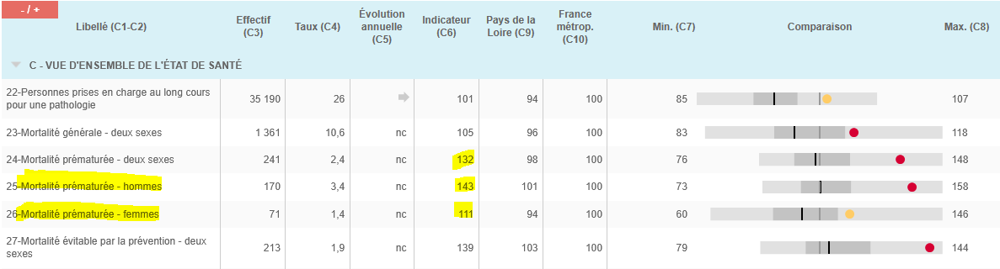 - / +
Libellé (C1-C2)
Effectif
(C3)
Taux (C4)
Évolution
annuelle
(C5)
Indicateur
(C6)
Pays de la
Loire (C9)
France
métrop.
(C10)
Min. (C7)
Comparaison
Max. (C8)
C - VUE D'ENSEMBLE DE L'ÉTAT DE SANTÉ
22-Personnes prises en charge au long cours
pour une pathologie
35 190 26 101 94 100 85 107
23-Mortalité générale - deux sexes 1 361 10,6 nc 105 96 100 83 118
24-Mortalité prématurée - deux sexes 241 2,4 nc 132 98 100 76 148
25-Mortalité prématurée - hommes 170 3,4 nc 143 101 100 73 158
26-Mortalité prématurée - femmes 71 1,4 nc 111 94 100 60 146
27-Mortalité évitable par la prévention - deux
sexes
213 1,9 nc 139 103 100 79 144